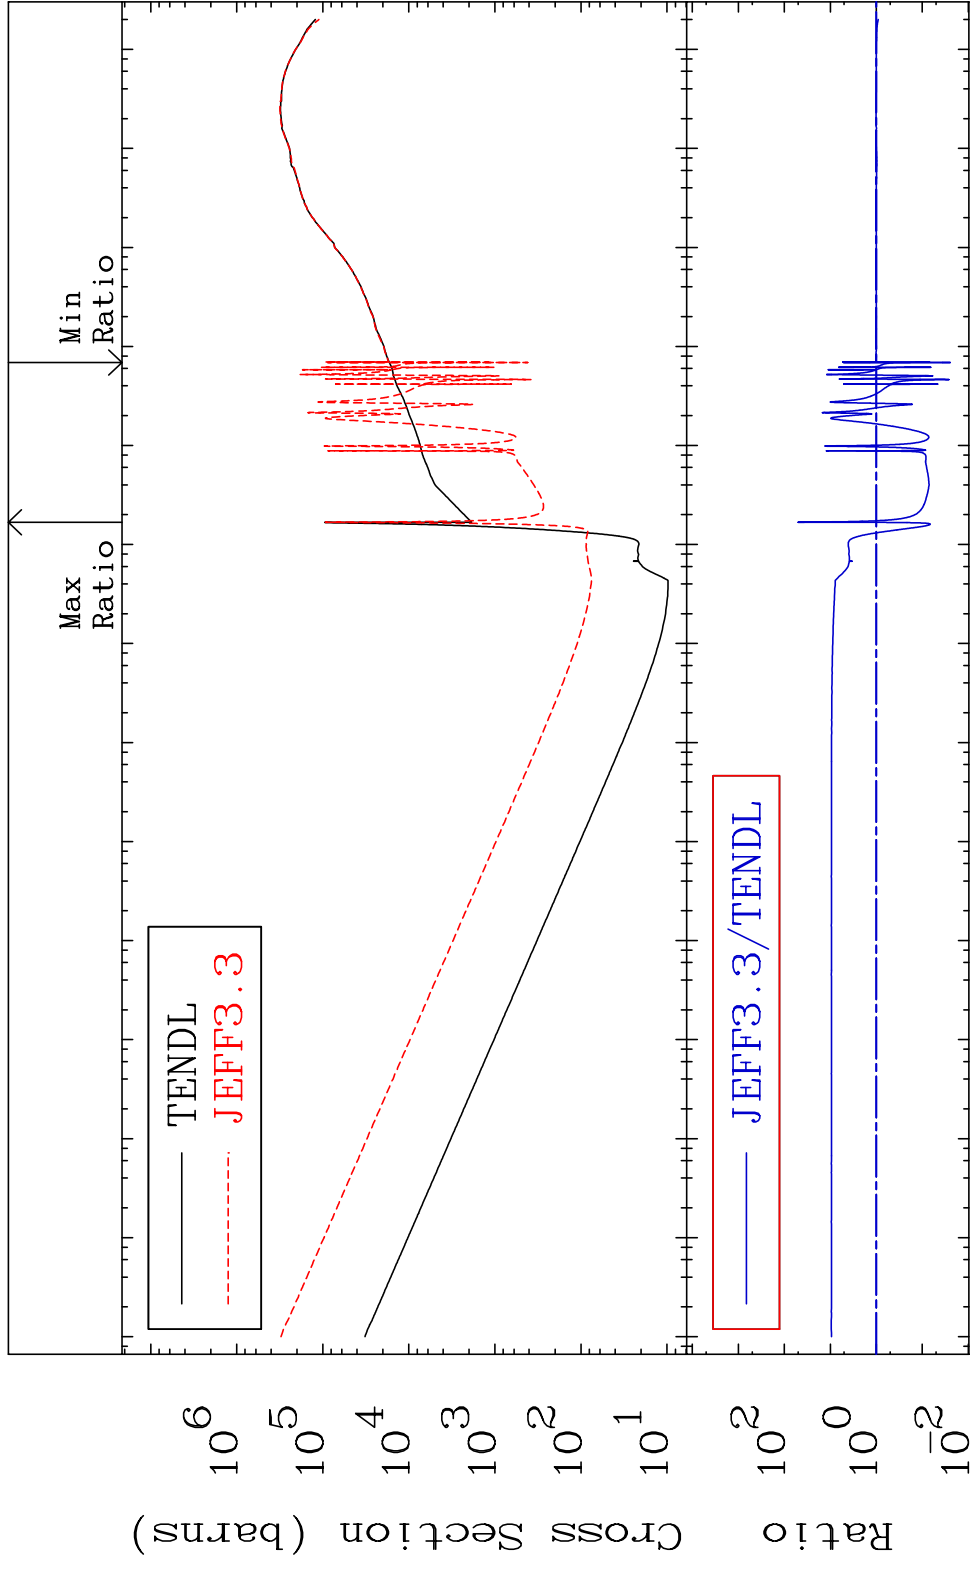 Max
Ratio
Min
Ratio
TENDL
JEFF3.3
10 6
10 5
10 4
10 3
10 2
10 1
Cross Section (barns)
JEFF3.3/TENDL
10 2
10 0
10 -2
Ratio